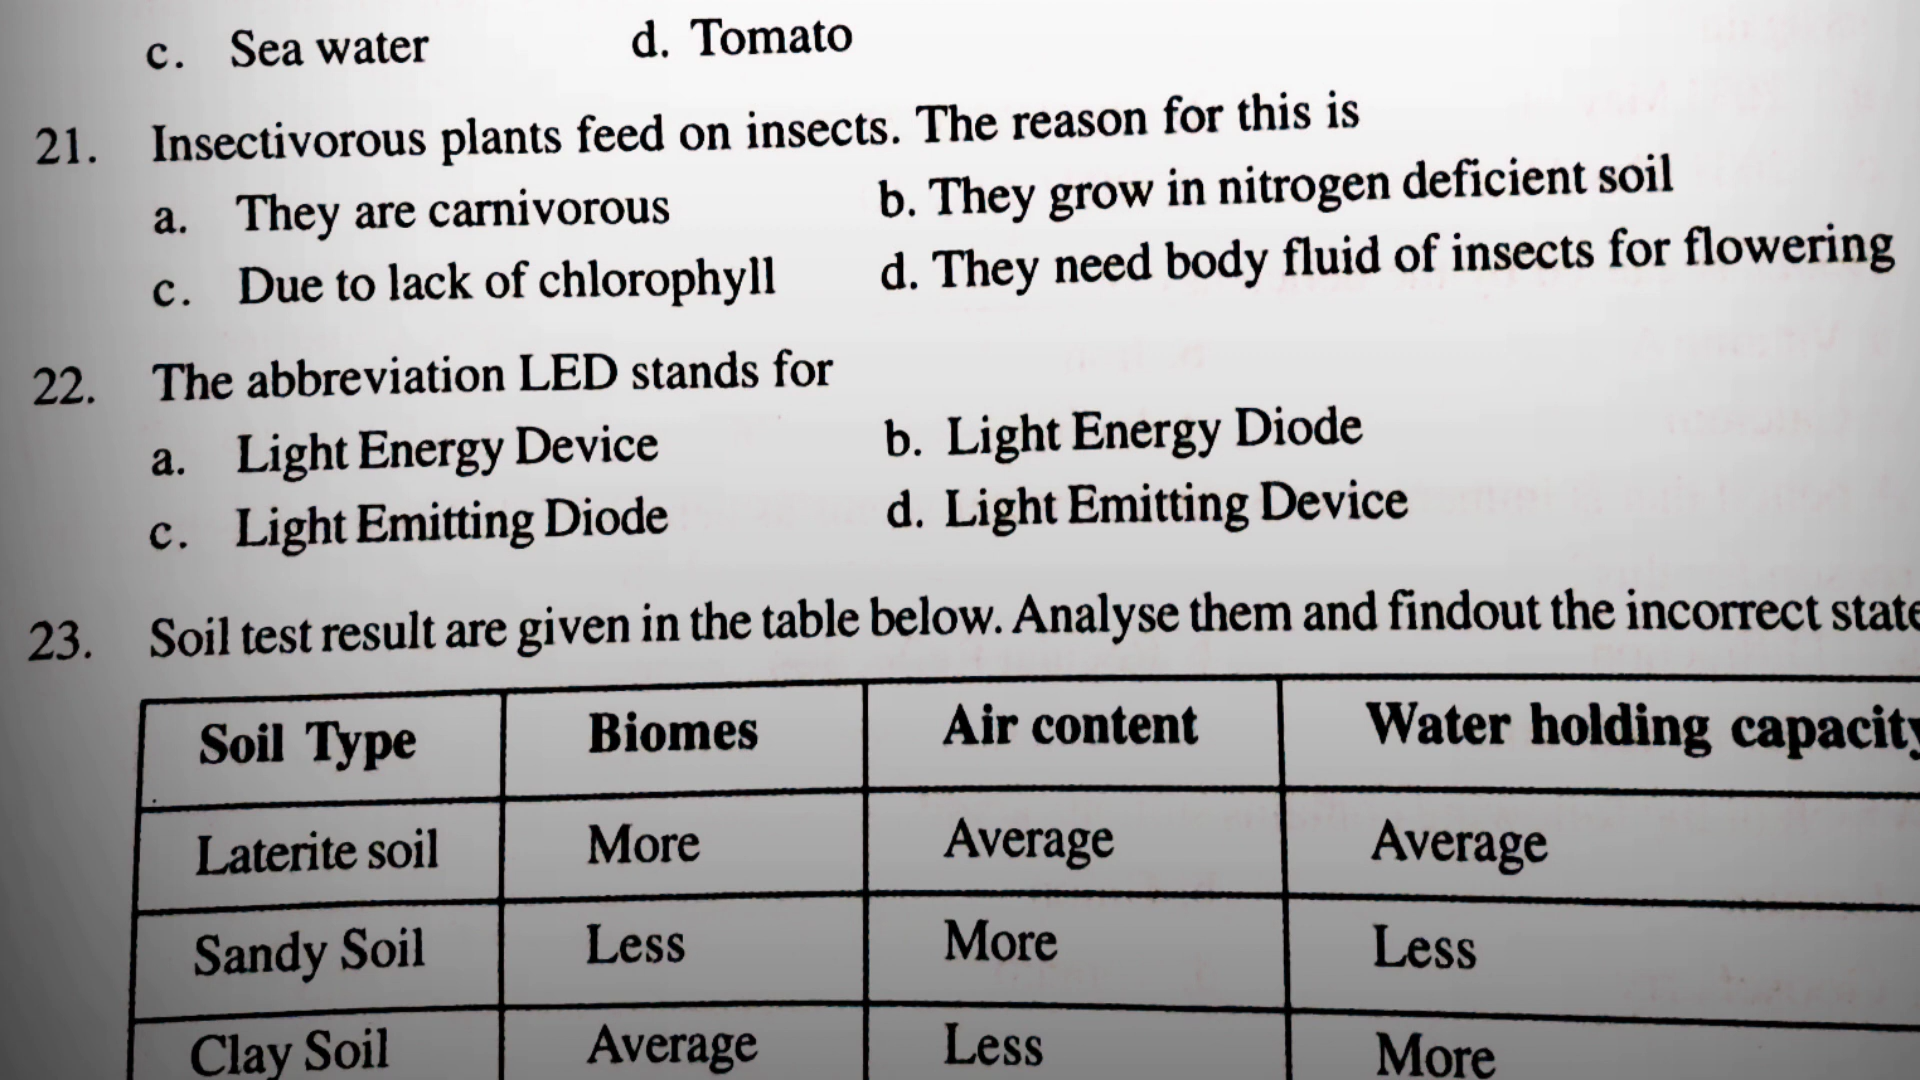 c. Sea water d. Tomato
21. Insectivorous plants feed on insects. The reason for this is
a. They are carnivorous b. They grow in nitrogen deficient soil
c. Due to lack of chlorophyll d. They need body fluid of insects for flowering
22. The abbreviation LED stands for
a. Light Energy Device b. Light Energy Diode
c. Light Emitting Diode d. Light Emitting Device
23. Soil test result are given in the table below. Analyse them and findout the incorrect state
Soil Type Biomes Air content Water holding capacity
Laterite soil More Average Average
Sandy Soil Less More Less
Clay Soil Average Less More